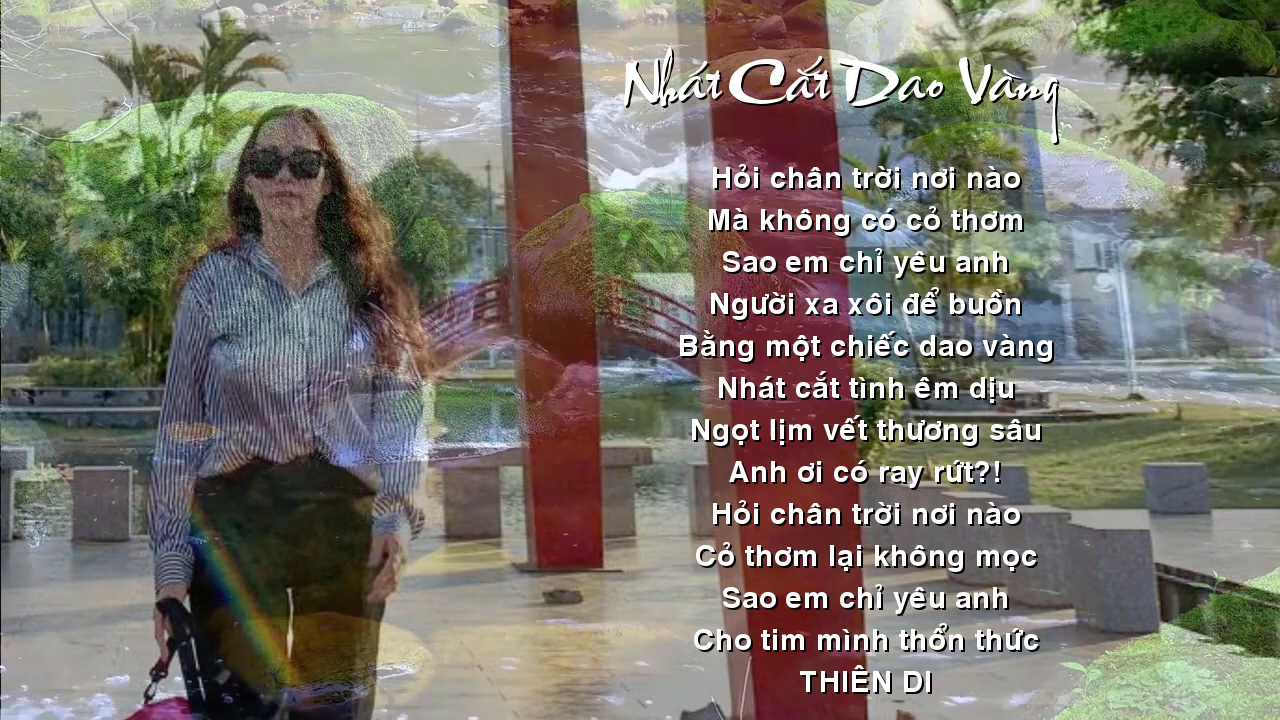 Nhát Cắt Dao Vàng
Hỏi chân trời nơi nào
Mà không có cỏ thơm
Sao em chỉ yêu anh
Người xa xôi để buồn
Bằng một chiếc dao vàng
Nhát cắt tình êm dịu
Ngọt lịm vết thương sâu
Anh ơi có ray rứt?!
Hỏi chân trời nơi nào
Cỏ thơm lại không mọc
Sao em chỉ yêu anh
Cho tim mình thổn thức
THIÊN DI